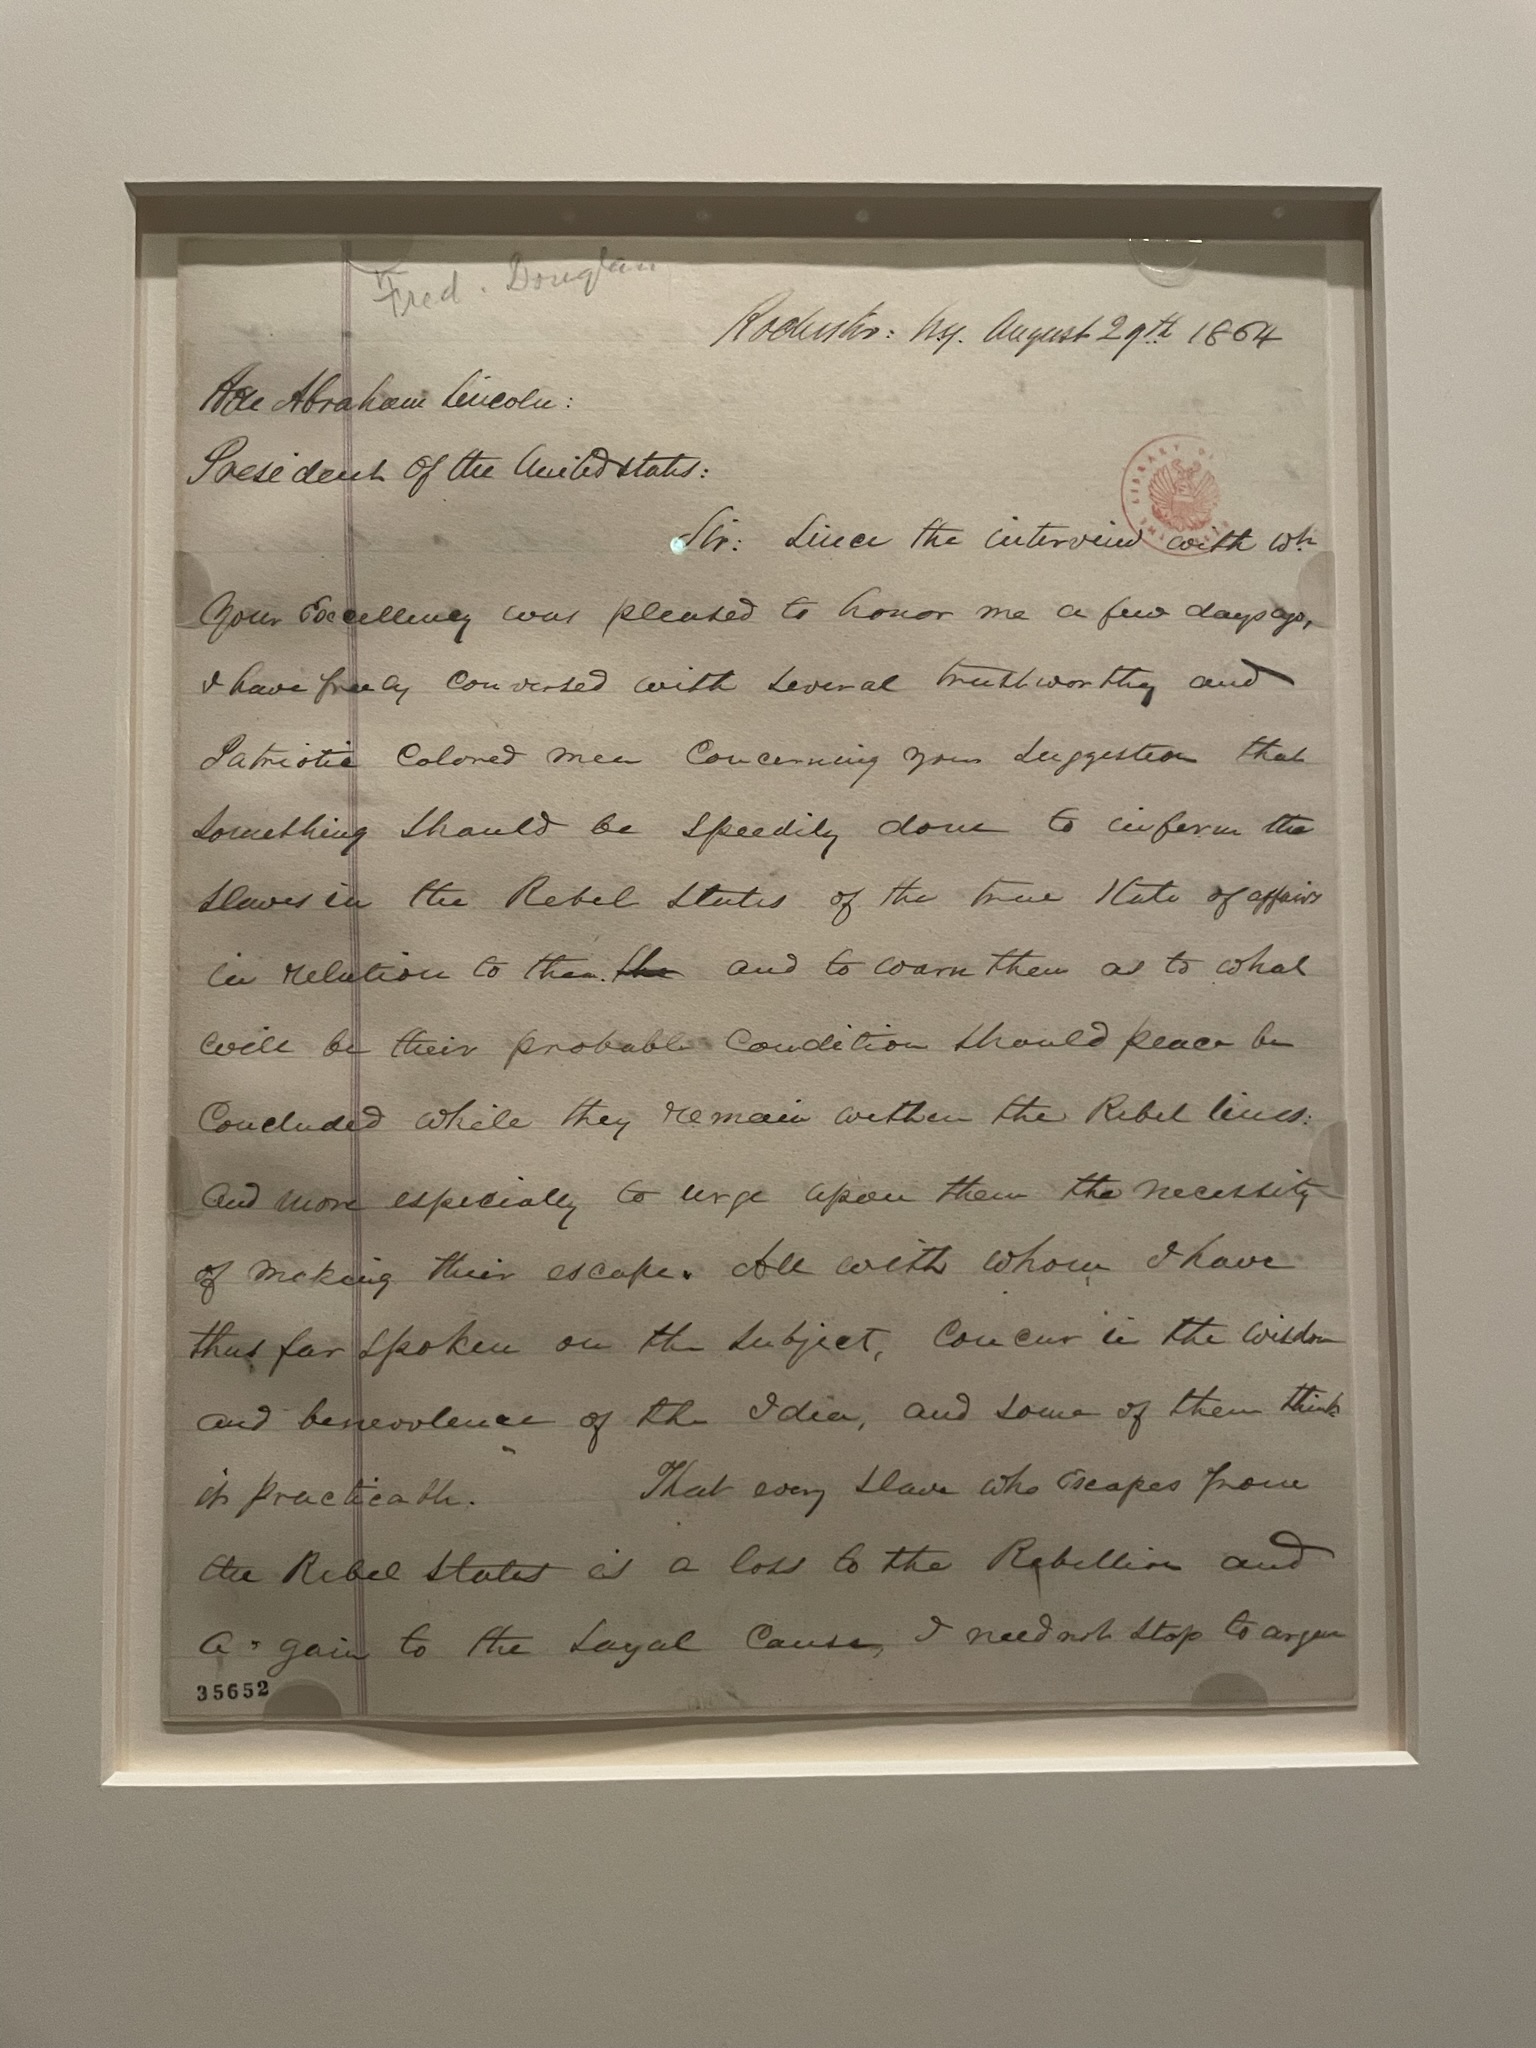 Fred. Douglass
Rochester: N.Y. August 29th 1864
Hon Abraham Lincoln:
President of the United States:
LIBRARY OF
Sir: Since the interview with wh
Your Excellency was pleased to honor me a few days ago,
I have freely conversed with several trustworthy and
Patriotic Colored men concerning your suggestion that
something should be speedily done to inform the
slaves in the Rebel States of the true state of affairs
in relation to them. the and to warn them as to what
will be their probable condition should peace be
concluded while they remain within the Rebel lines:
and more especially to urge upon them the necessity
of making their escape. All with whom I have
thus far spoken on the subject, concur in the wisdom
and benevolence of the Idea, and some of them think
it practicable. That every slave who escapes from
the Rebel States is a loss to the Rebellion and
a gain to the Loyal Cause, I need not stop to argue
35652